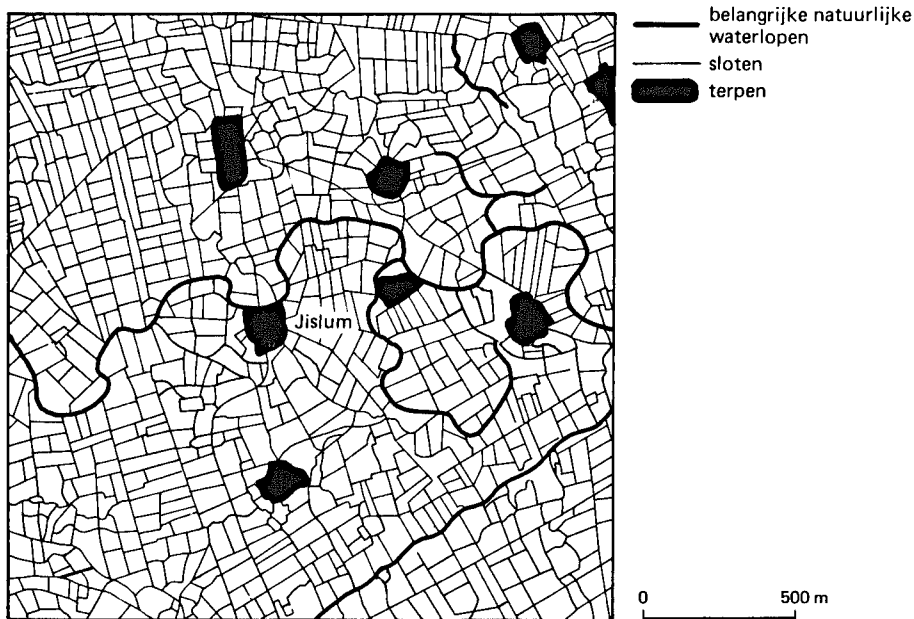 belangrijke natuurlijke
waterlopen
sloten
terpen
Jislum
0 500 m